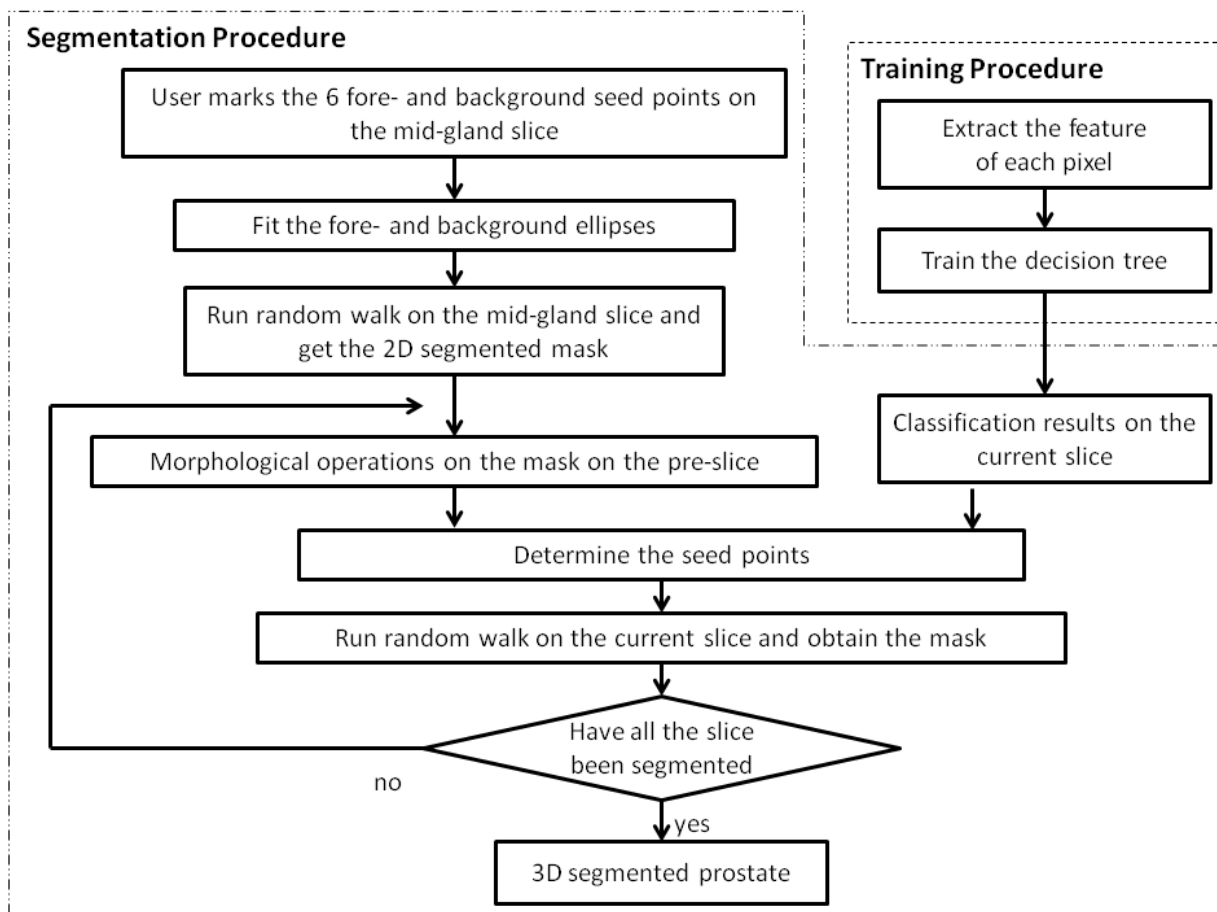 Segmentation Procedure
User marks the 6 fore- and background seed points on
the mid-gland slice
Fit the fore- and background ellipses
Run random walk on the mid-gland slice and
get the 2D segmented mask
Morphological operations on the mask on the pre-slice
Training Procedure
Extract the feature
of each pixel
Train the decision tree
Classification results on the
current slice
Determine the seed points
Run random walk on the current slice and obtain the mask
Have all the slice
been segmented
no
yes
3D segmented prostate